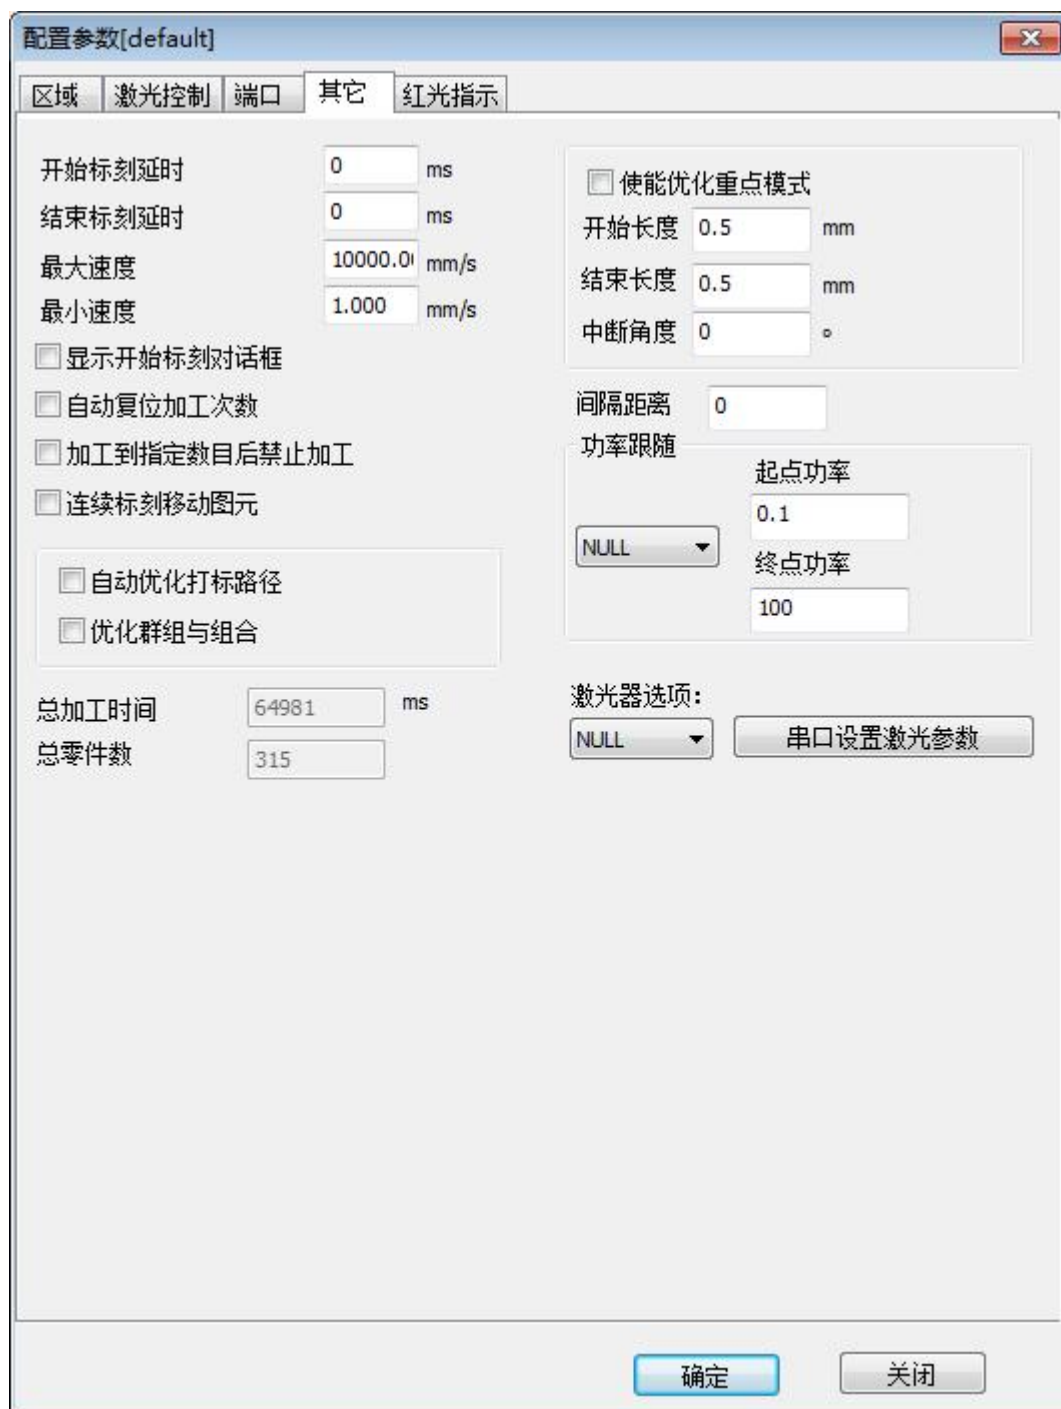 配置参数[default]
区域 激光控制 端口 其它 红光指示
开始标刻延时 0 ms
结束标刻延时 0 ms
最大速度 10000.0 mm/s
最小速度 1.000 mm/s
显示开始标刻对话框
自动复位加工次数
加工到指定数目后禁止加工
连续标刻移动图元
自动优化打标路径
优化群组与组合
总加工时间 64981 ms
总零件数 315
使能优化重点模式
开始长度 0.5 mm
结束长度 0.5 mm
中断角度 0 °
间隔距离 0
功率跟随
NULL
起点功率
0.1
终点功率
100
激光器选项：
NULL 串口设置激光参数
确定 关闭